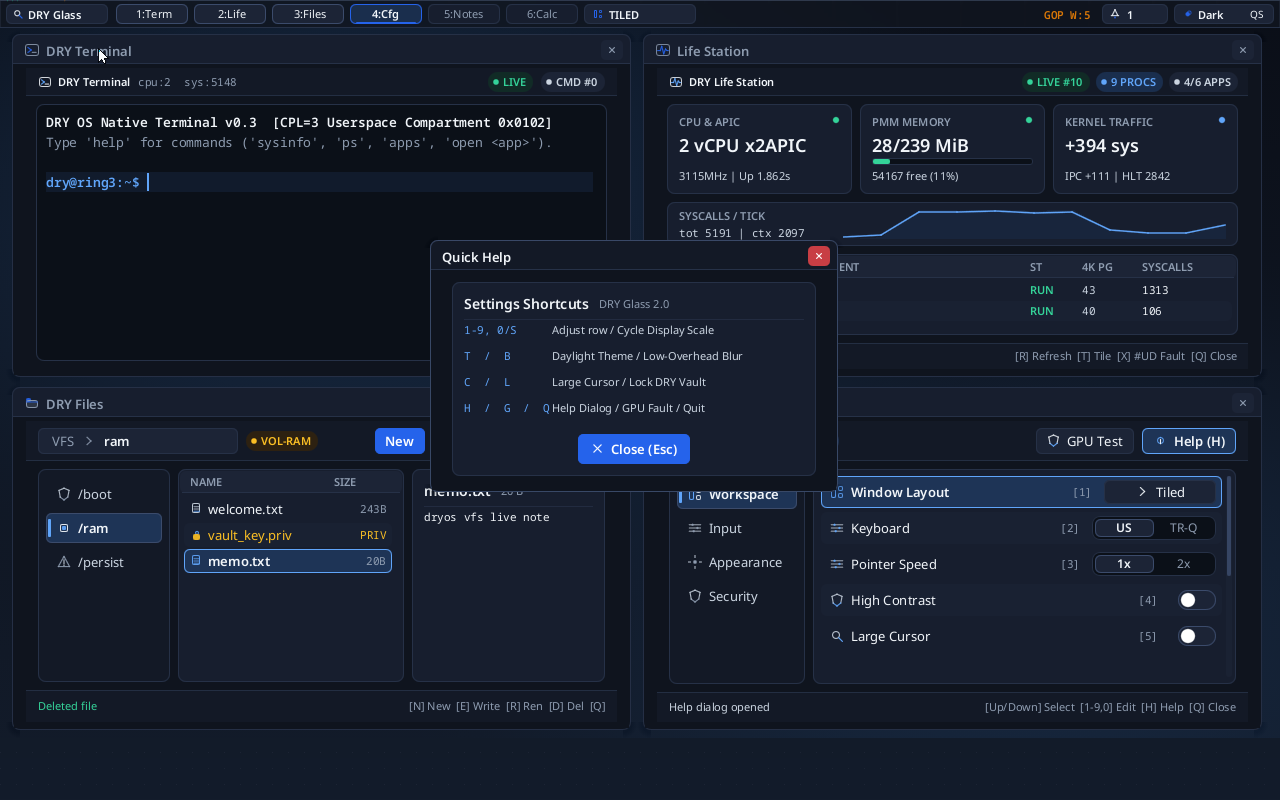 DRY Glass 1:Term 2:Life 3:Files 4:Cfg 5:Notes 6:Calc TILED GOP W:5 1 Dark QS
DRY Terminal
DRY Terminal cpu:2 sys:5148 LIVE CMD #0
DRY OS Native Terminal v0.3 [CPL=3 Userspace Compartment 0x0102]
Type 'help' for commands ('sysinfo', 'ps', 'apps', 'open <app>').
dry@ring3:~$
Life Station
DRY Life Station LIVE #10 9 PROCS 4/6 APPS
CPU & APIC
2 vCPU x2APIC
3115MHz | Up 1.862s
PMM MEMORY
28/239 MiB
54167 free (11%)
KERNEL TRAFFIC
+394 sys
IPC +111 | HLT 2842
SYSCALLS / TICK
tot 5191 | ctx 2097
ENT ST 4K PG SYSCALLS
RUN 43 1313
RUN 40 106
[R] Refresh [T] Tile [X] #UD Fault [Q] Close
Quick Help
Settings Shortcuts DRY Glass 2.0
1-9, 0/S Adjust row / Cycle Display Scale
T / B Daylight Theme / Low-Overhead Blur
C / L Large Cursor / Lock DRY Vault
H / G / Q Help Dialog / GPU Fault / Quit
Close (Esc)
DRY Files
VFS > ram VOL-RAM New
/boot
/ram
/persist
NAME SIZE
welcome.txt 243B
vault_key.priv PRIV
memo.txt 20B
memo.txt 20 B
dryos vfs live note
Deleted file [N] New [E] Write [R] Ren [D] Del [Q]
GPU Test Help (H)
Workspace
Input
Appearance
Security
Window Layout [1] Tiled
Keyboard [2] US TR-Q
Pointer Speed [3] 1x 2x
High Contrast [4]
Large Cursor [5]
Help dialog opened [Up/Down] Select [1-9,0] Edit [H] Help [Q] Close